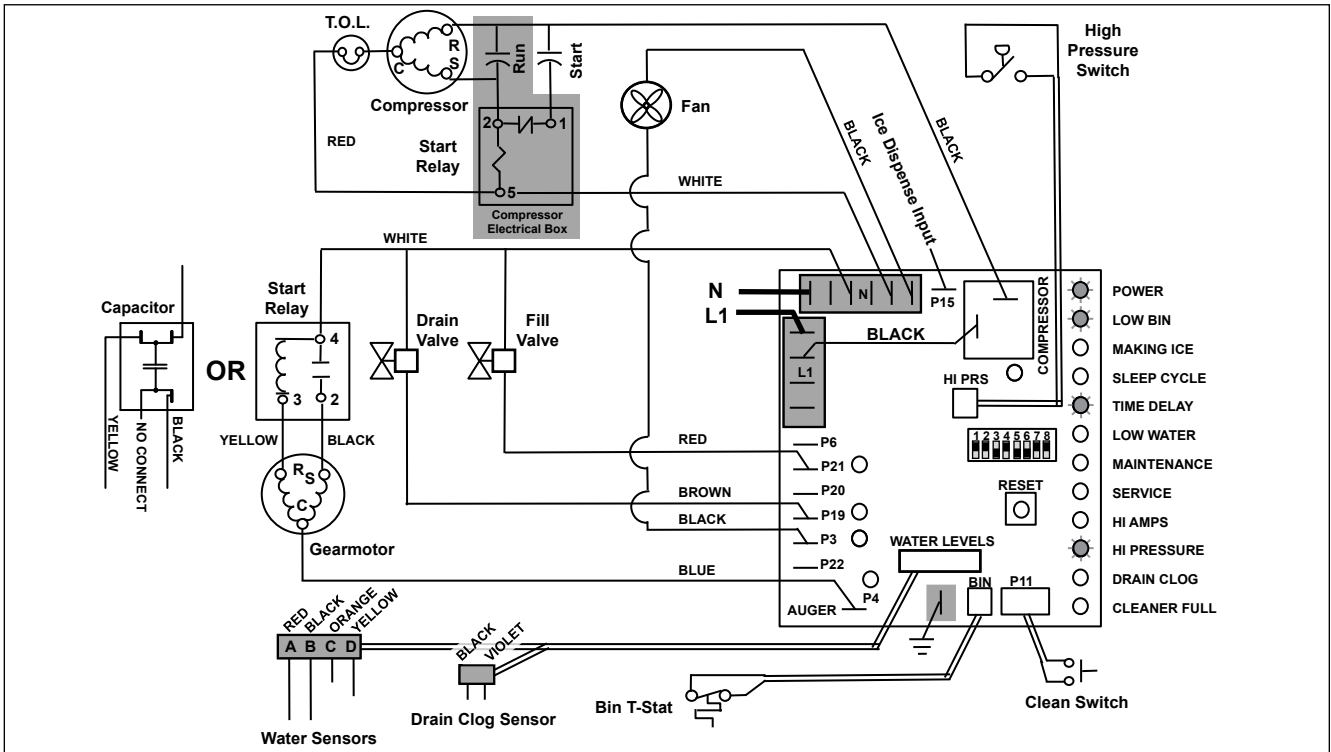 T.O.L.
R
S
C
Compressor
Run
Start
High
Pressure
Switch
Fan
2
1
Start
Relay
5
Compressor
Electrical Box
RED
WHITE
BLACK
Ice Dispense Input
BLACK
WHITE
Capacitor
OR
Start
Relay
4
3
2
Drain
Valve
Fill
Valve
N
L1
N
P15
L1
BLACK
COMPRESSOR
HI PRS
YELLOW
NO CONNECT
BLACK
YELLOW
BLACK
R
S
C
Gearmotor
RED
BROWN
BLACK
BLUE
P6
P21
P20
P19
P3
P22
P4
AUGER
1 2 3 4 5 6 7 8
RESET
WATER LEVELS
BIN
P11
POWER
LOW BIN
MAKING ICE
SLEEP CYCLE
TIME DELAY
LOW WATER
MAINTENANCE
SERVICE
HI AMPS
HI PRESSURE
DRAIN CLOG
CLEANER FULL
RED
BLACK
ORANGE
YELLOW
A B C D
Water Sensors
BLACK
VIOLET
Drain Clog Sensor
Bin T-Stat
Clean Switch